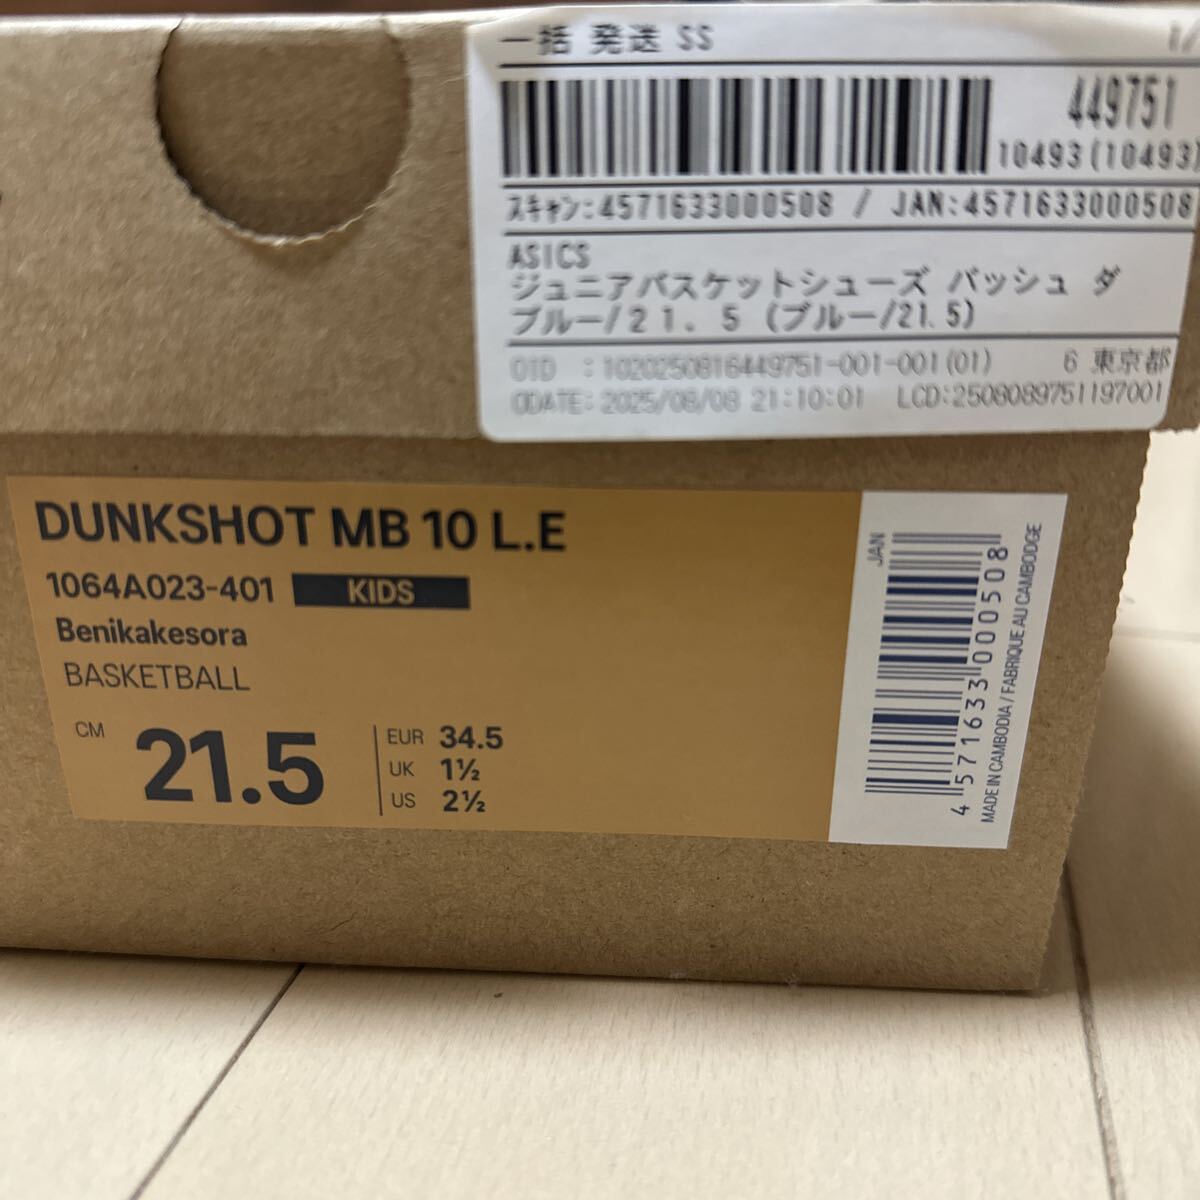 一括 発送 SS 1/
449751
10493(10493)
スキャン:4571633000508 / JAN:4571633000508
ASICS
ジュニアバスケットシューズ バッシュ ダ
ブルー/21.5 (ブルー/21.5)
OID :1020250816449751-001-001(01) 6 東京都
ODATE: 2025/08/08 21:10:01 LCD:2508089751197001
DUNKSHOT MB 10 L.E
1064A023-401 KIDS
Benikakesora
BASKETBALL
CM 21.5
EUR 34.5
UK 1½
US 2½
JAN
4 571633 000508
MADE IN CAMBODIA / FABRIQUE AU CAMBODGE